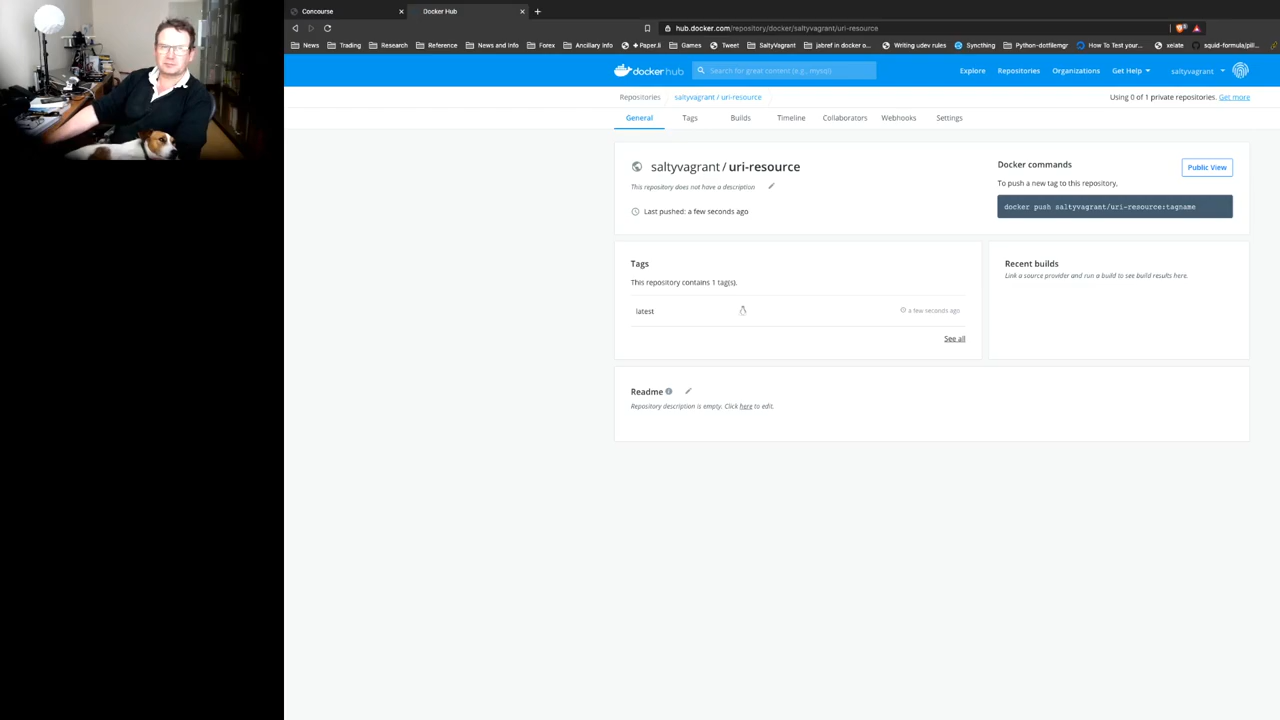 Concourse
Docker Hub
hub.docker.com/repository/docker/saltyvagrant/uri-resource
News Trading Research Reference News and Info Forex Ancillary Info + Paper.li Games Tweet SaltyVagrant jabref in docker o... Writing udev rules Syncthing Python-dotfilemgr How To Test your... xelate squid-formula/pill...
docker hub Search for great content (e.g., mysql) Explore Repositories Organizations Get Help saltyvagrant
Repositories saltyvagrant / uri-resource Using 0 of 1 private repositories. Get more
General Tags Builds Timeline Collaborators Webhooks Settings
saltyvagrant / uri-resource
This repository does not have a description
Last pushed: a few seconds ago
Docker commands
Public View
To push a new tag to this repository,
docker push saltyvagrant/uri-resource:tagname
Tags
This repository contains 1 tag(s).
latest a few seconds ago
See all
Recent builds
Link a source provider and run a build to see build results here.
Readme
Repository description is empty. Click here to edit.